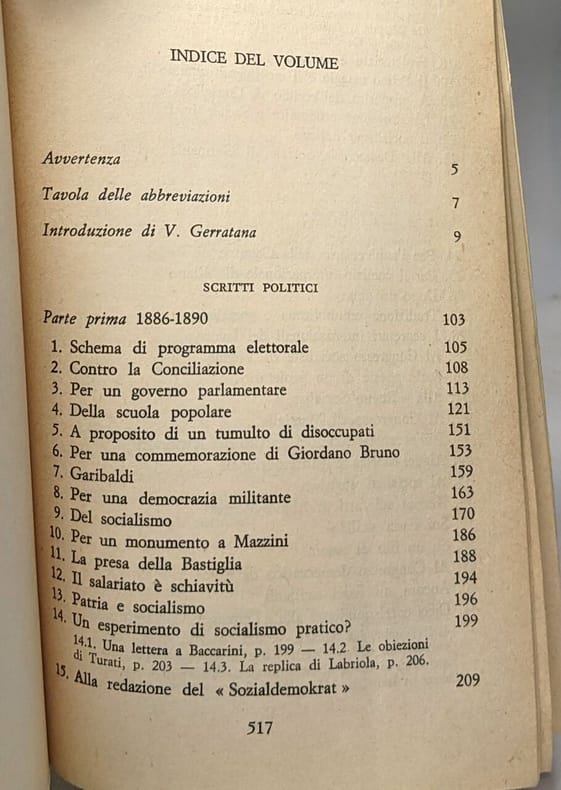 INDICE DEL VOLUME
Avvertenza 5
Tavola delle abbreviazioni 7
Introduzione di V. Gerratana 9
SCRITTI POLITICI
Parte prima 1886-1890 103
1. Schema di programma elettorale 105
2. Contro la Conciliazione 108
3. Per un governo parlamentare 113
4. Della scuola popolare 121
5. A proposito di un tumulto di disoccupati 151
6. Per una commemorazione di Giordano Bruno 153
7. Garibaldi 159
8. Per una democrazia militante 163
9. Del socialismo 170
10. Per un monumento a Mazzini 186
11. La presa della Bastiglia 188
12. Il salariato è schiavitù 194
13. Patria e socialismo 196
14. Un esperimento di socialismo pratico? 199
14.1. Una lettera a Baccarini, p. 199 — 14.2. Le obiezioni
di Turati, p. 203 — 14.3. La replica di Labriola, p. 206.
15. Alla redazione del « Sozialdemokrat » 209
517